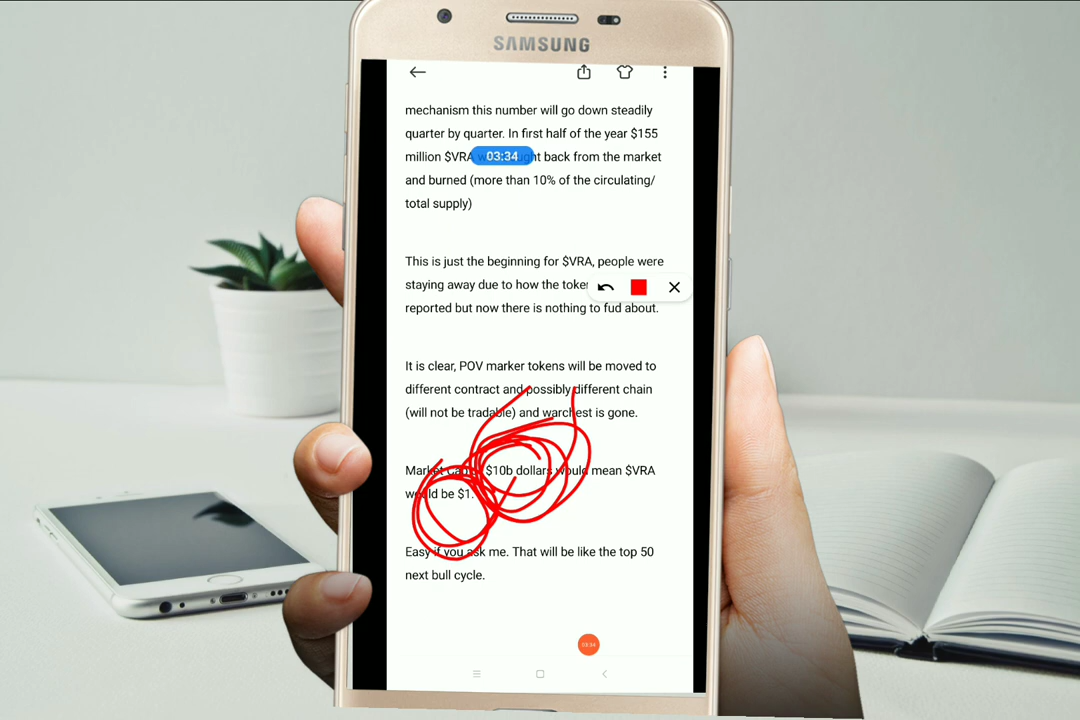 SAMSUNG
mechanism this number will go down steadily
quarter by quarter. In first half of the year $155
million $VRA ht back from the market
03:34
and burned (more than 10% of the circulating/
total supply)
This is just the beginning for $VRA, people were
staying away due to how the
reported but now there is nothing to fud about.
It is clear, POV marker tokens will be moved to
different contract and possibly different chain
(will not be tradable) and warchest is gone.
Market $10b dollars would mean $VRA
would be $1.
Easy if you ask me. That will be like the top 50
next bull cycle.
03:34